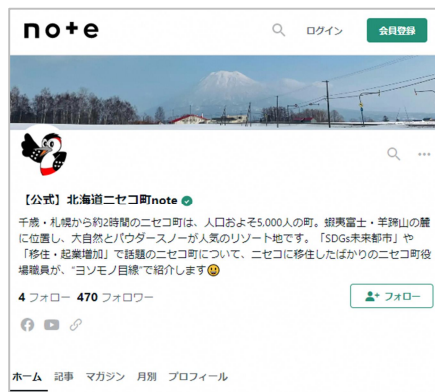 note
ログイン
会員登録
【公式】北海道ニセコ町note
千歳・札幌から約2時間のニセコ町は、人口およそ5,000人の町。蝦夷富士・羊蹄山の麓
に位置し、大自然とパウダースノーが人気のリゾート地です。「SDGs未来都市」や
「移住・起業増加」で話題のニセコ町について、ニセコに移住したばかりのニセコ町役
場職員が、“ヨソモノ目線”で紹介します
4 フォロー 470 フォロワー
フォロー
ホーム 記事 マガジン 月別 プロフィール